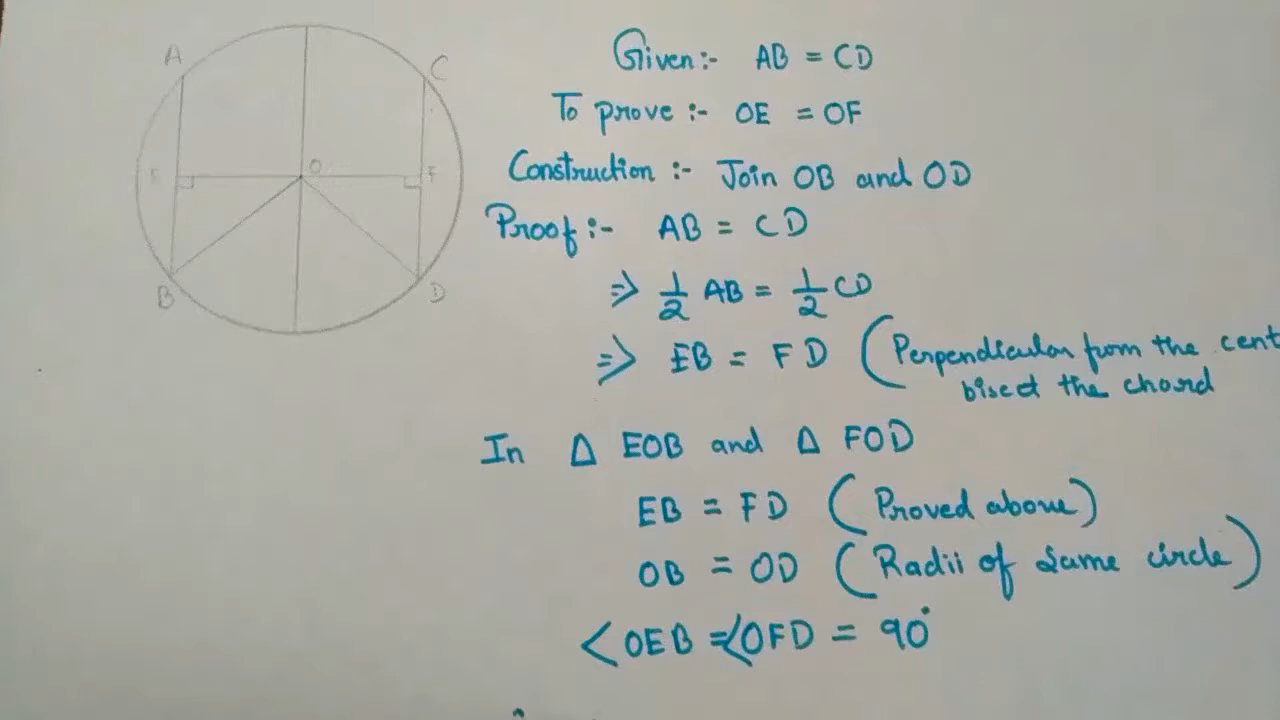 A
C
E
O
F
B
D
Given :- AB = CD
To prove :- OE = OF
Construction :- Join OB and OD
Proof :- AB = CD
⇒ 1/2 AB = 1/2 CD
⇒ EB = FD (Perpendicular from the cent
bisect the chord
In Δ EOB and Δ FOD
EB = FD (Proved above)
OB = OD (Radii of same circle)
<OEB = <OFD = 90°